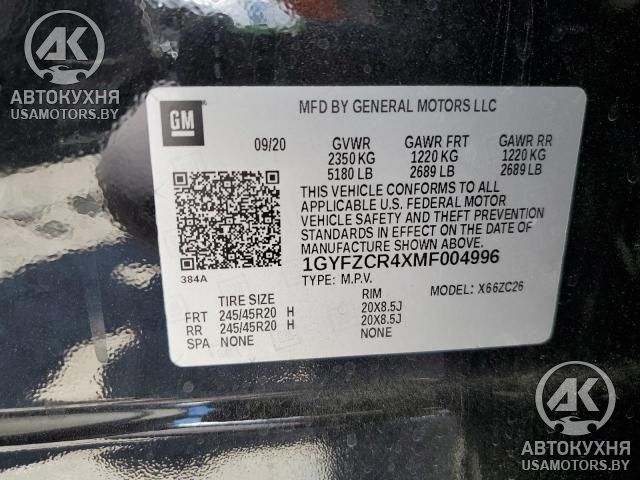 АК
АВТОКУХНЯ
USAMOTORS.BY
GM
MFD BY GENERAL MOTORS LLC
09/20 GVWR GAWR FRT GAWR RR
2350 KG 1220 KG 1220 KG
5180 LB 2689 LB 2689 LB
THIS VEHICLE CONFORMS TO ALL
APPLICABLE U.S. FEDERAL MOTOR
VEHICLE SAFETY AND THEFT PREVENTION
STANDARDS IN EFFECT ON THE DATE OF
MANUFACTURE SHOWN ABOVE.
1GYFZCR4XMF004996
384A TYPE: M.P.V. MODEL: X66ZC26
TIRE SIZE RIM
FRT 245/45R20 H 20X8.5J
RR 245/45R20 H 20X8.5J
SPA NONE NONE
АК
АВТОКУХНЯ
USAMOTORS.BY